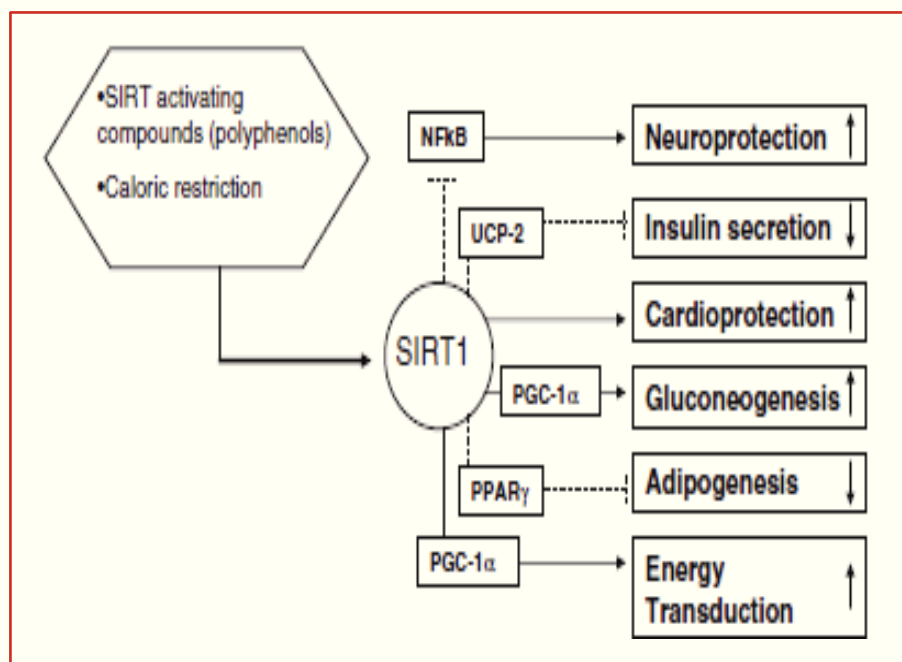 •SIRT activating
compounds (polyphenols)
•Caloric restriction
NFkB
Neuroprotection ↑
UCP-2
Insulin secretion ↓
Cardioprotection ↑
SIRT1
PGC-1α
Gluconeogenesis ↑
PPARγ
Adipogenesis ↓
PGC-1α
Energy
Transduction ↑